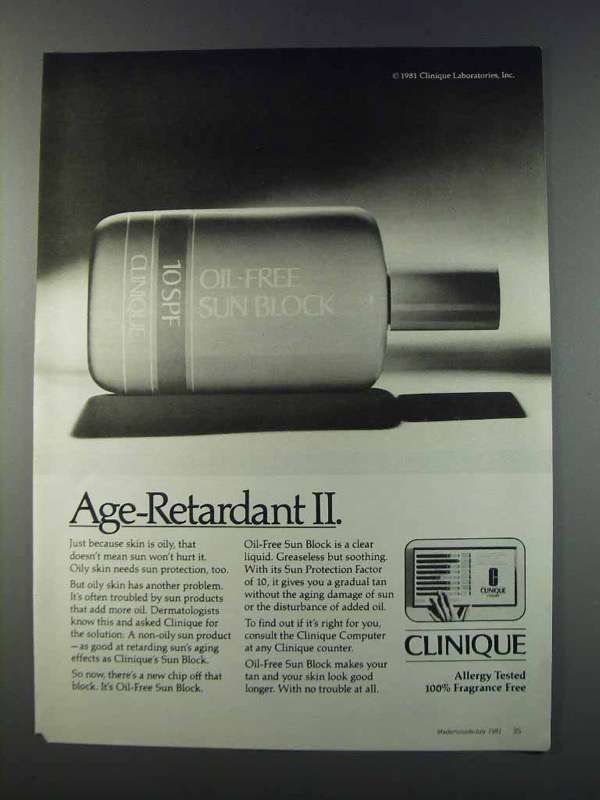 © 1981 Clinique Laboratories, Inc.
CLINIQUE
10 SPF
OIL-FREE
SUN BLOCK
Age-Retardant II.
Just because skin is oily, that
doesn't mean sun won't hurt it.
Oily skin needs sun protection, too.
But oily skin has another problem.
It's often troubled by sun products
that add more oil. Dermatologists
know this and asked Clinique for
the solution: A non-oily sun product
—as good at retarding sun's aging
effects as Clinique's Sun Block.
So now, there's a new chip off that
block. It's Oil-Free Sun Block.
Oil-Free Sun Block is a clear
liquid. Greaseless but soothing.
With its Sun Protection Factor
of 10, it gives you a gradual tan
without the aging damage of sun
or the disturbance of added oil.
To find out if it's right for you,
consult the Clinique Computer
at any Clinique counter.
Oil-Free Sun Block makes your
tan and your skin look good
longer. With no trouble at all.
C
CLINIQUE
CLINIQUE
Allergy Tested
100% Fragrance Free
Mademoiselle/July 1981 35